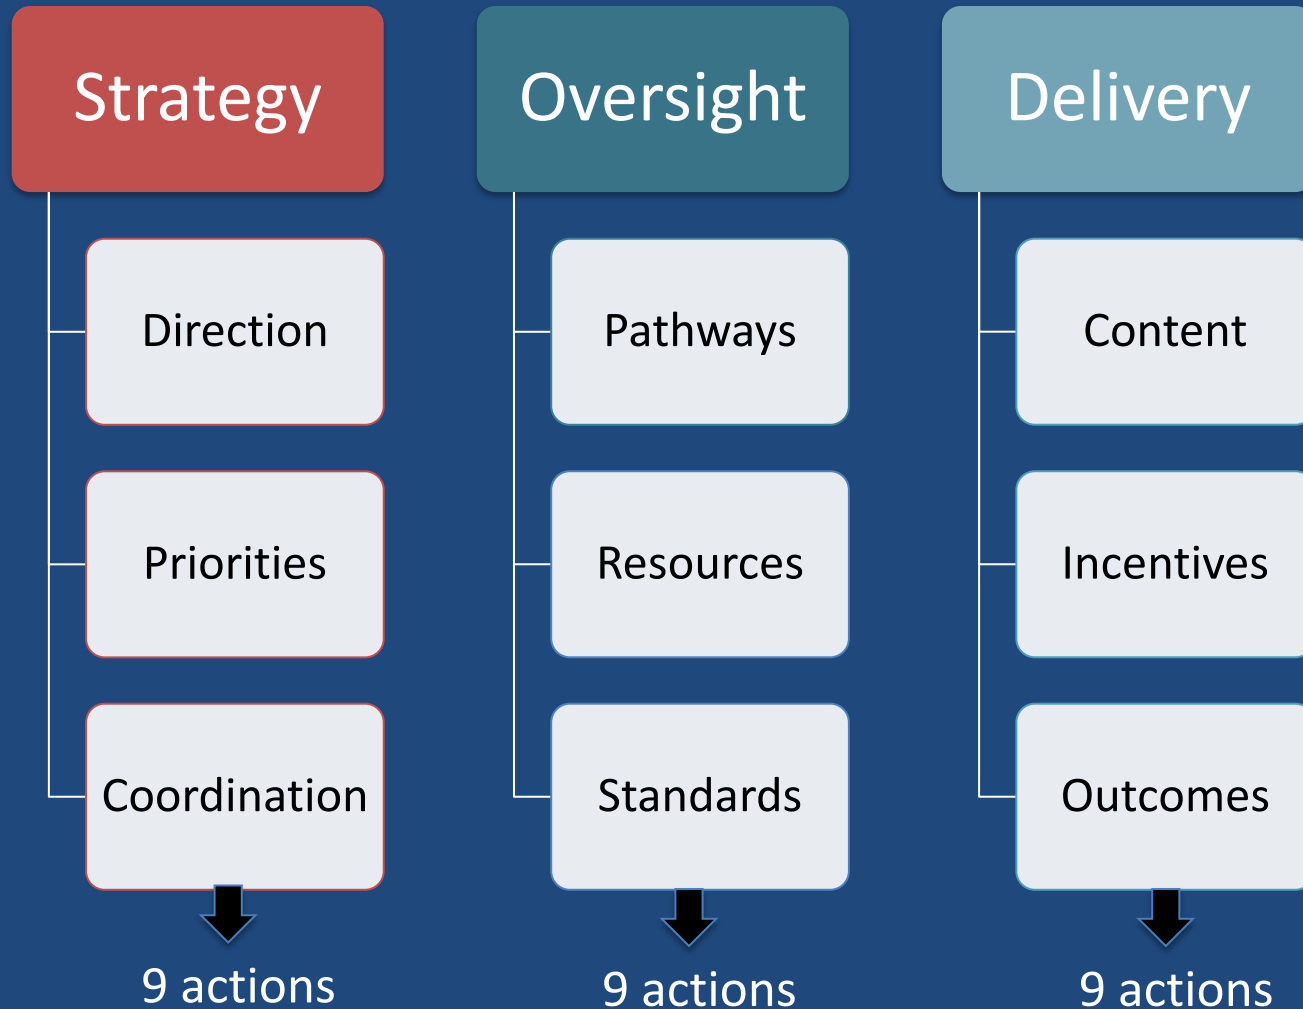 Strategy
Direction
Priorities
Coordination
9 actions
Oversight
Pathways
Resources
Standards
9 actions
Delivery
Content
Incentives
Outcomes
9 actions